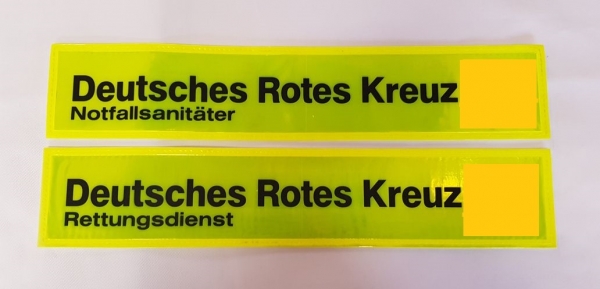 Deutsches Rotes Kreuz
Notfallsanitäter
Deutsches Rotes Kreuz
Rettungsdienst